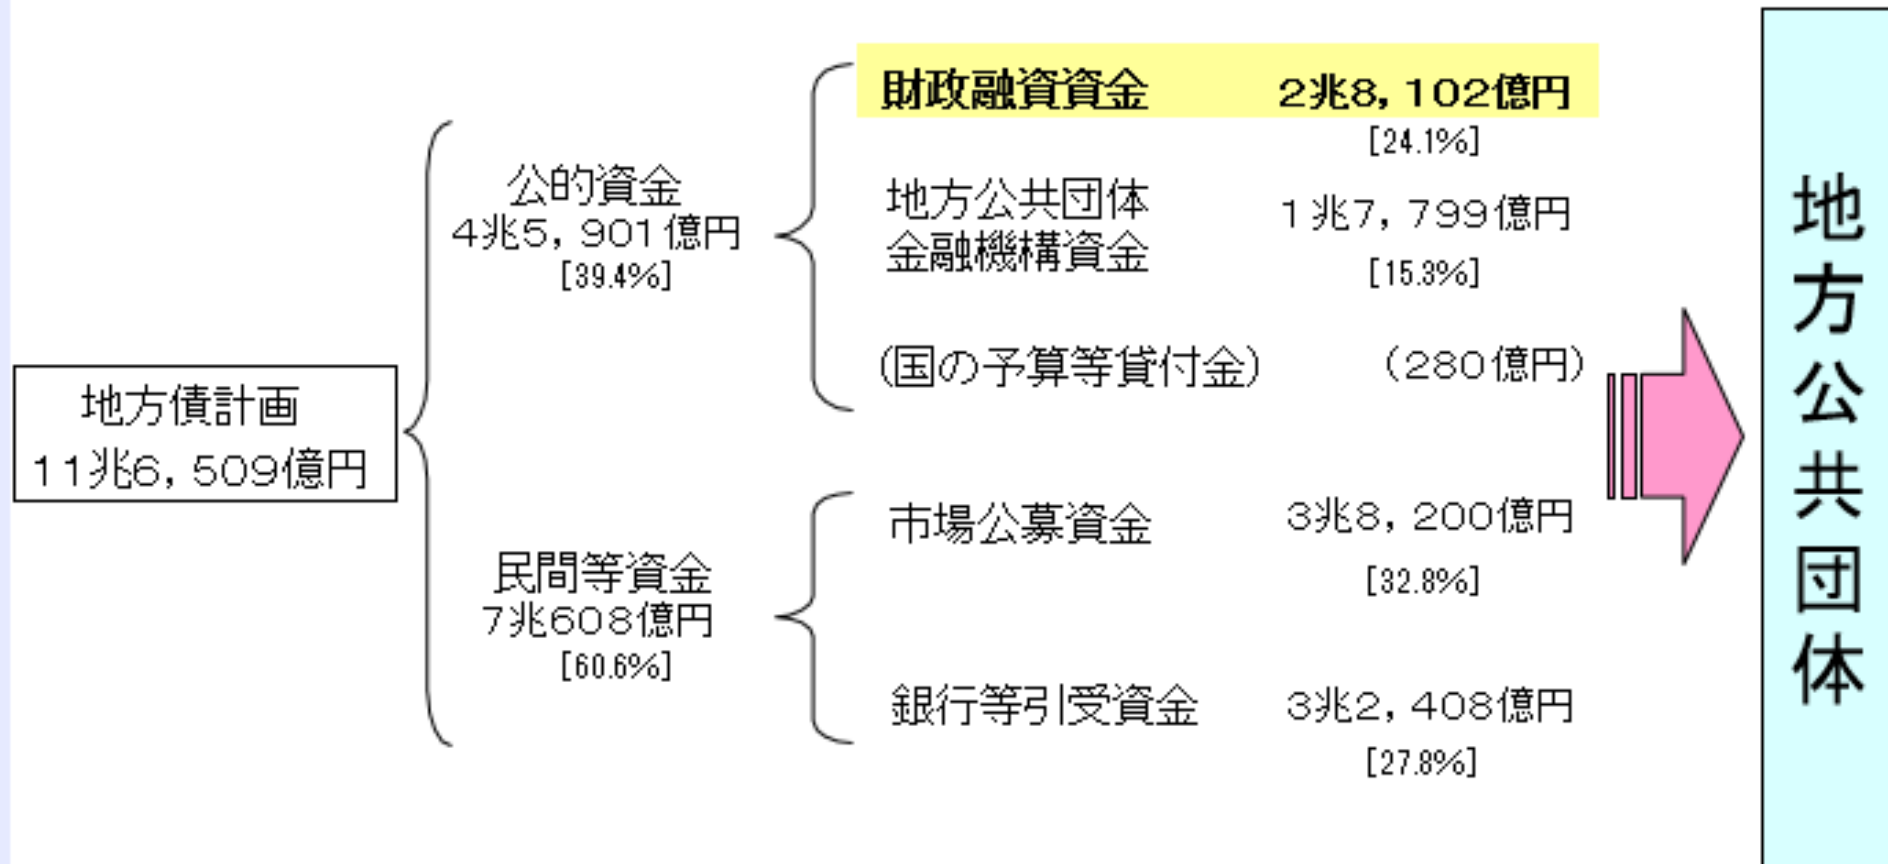 地方債計画
11兆6,509億円
公的資金
4兆5,901億円
[39.4%]
財政融資資金 2兆8,102億円
[24.1%]
地方公共団体
金融機構資金
1兆7,799億円
[15.3%]
(国の予算等貸付金) (280億円)
民間等資金
7兆608億円
[60.6%]
市場公募資金 3兆8,200億円
[32.8%]
銀行等引受資金 3兆2,408億円
[27.8%]
地方公共団体